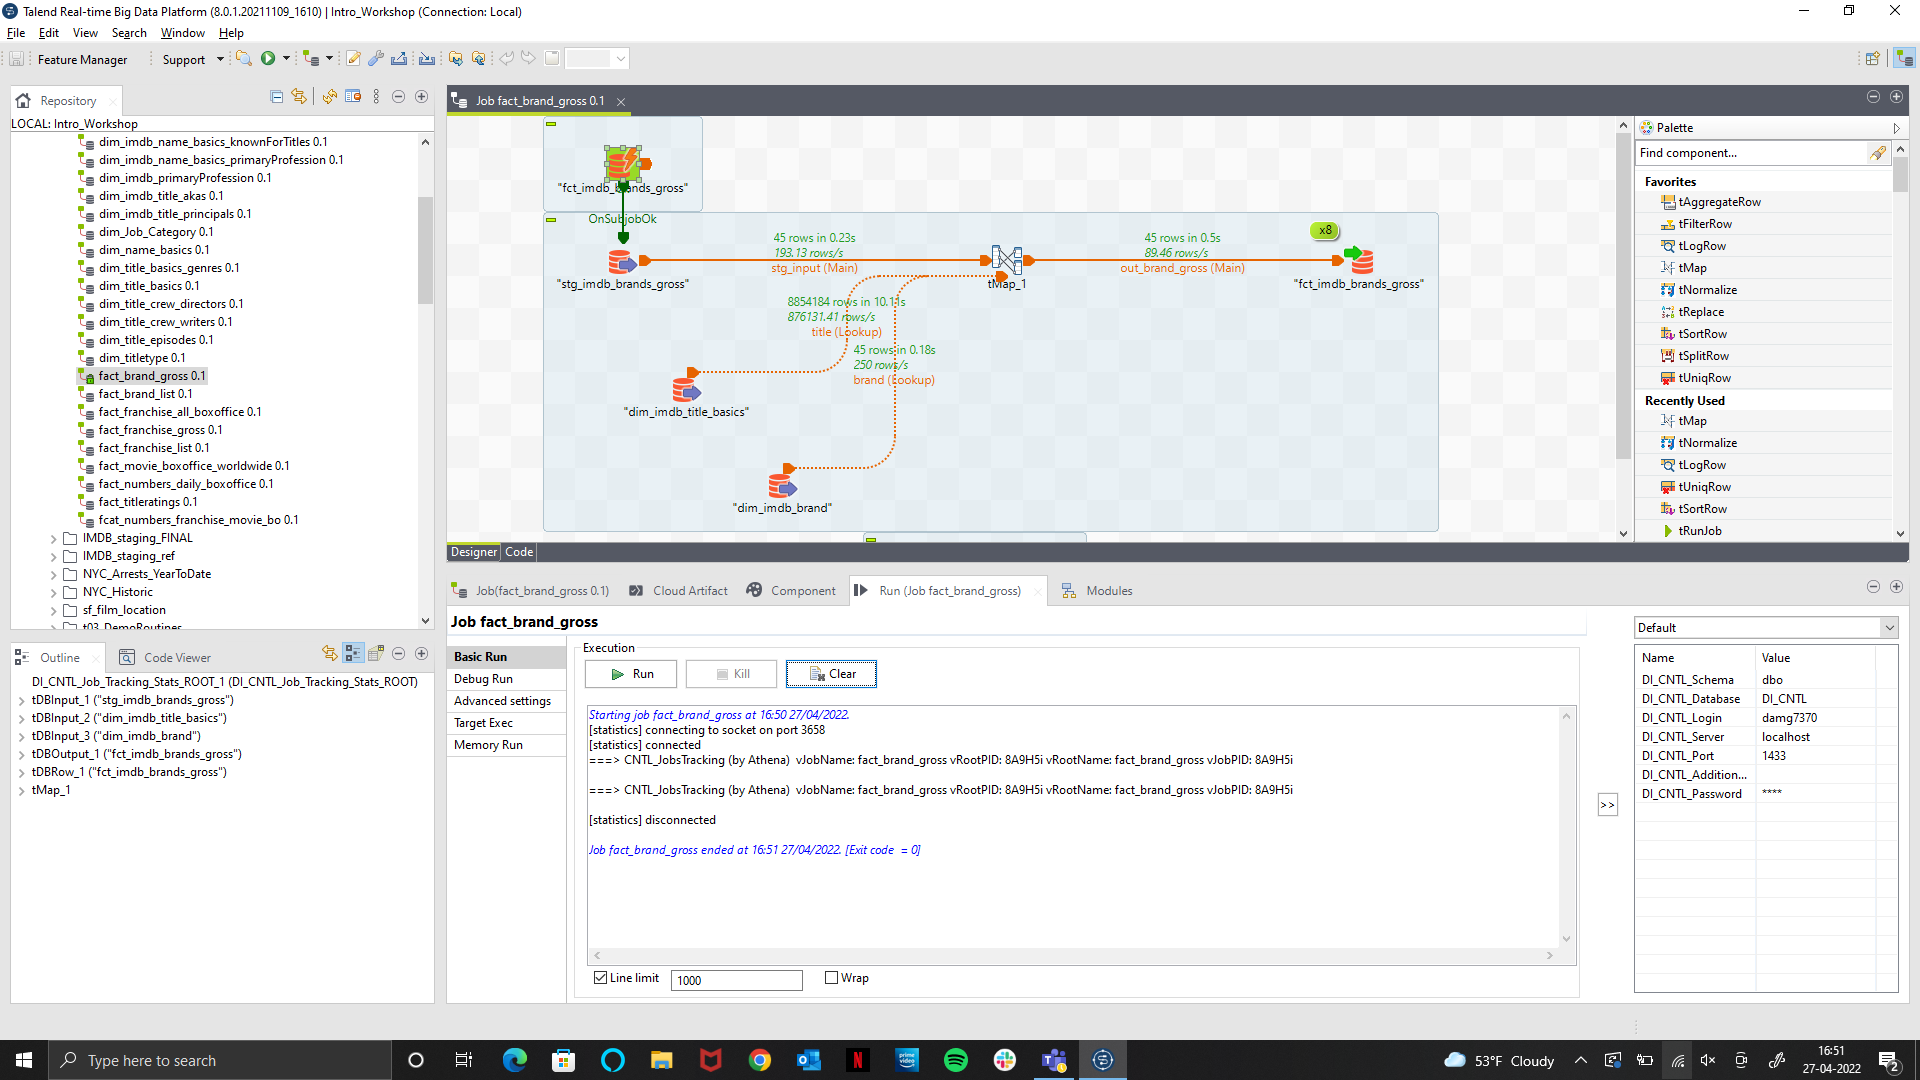 Talend Real-time Big Data Platform (8.0.1.20211109_1610) | Intro_Workshop (Connection: Local)
File Edit View Search Window Help
Feature Manager Support
Repository
LOCAL: Intro_Workshop
dim_imdb_name_basics_knownForTitles 0.1
dim_imdb_name_basics_primaryProfession 0.1
dim_imdb_primaryProfession 0.1
dim_imdb_title_akas 0.1
dim_imdb_title_principals 0.1
dim_Job_Category 0.1
dim_name_basics 0.1
dim_title_basics_genres 0.1
dim_title_basics 0.1
dim_title_crew_directors 0.1
dim_title_crew_writers 0.1
dim_title_episodes 0.1
dim_titletype 0.1
fact_brand_gross 0.1
fact_brand_list 0.1
fact_franchise_all_boxoffice 0.1
fact_franchise_gross 0.1
fact_franchise_list 0.1
fact_movie_boxoffice_worldwide 0.1
fact_numbers_daily_boxoffice 0.1
fact_titleratings 0.1
fcat_numbers_franchise_movie_bo 0.1
IMDB_staging_FINAL
IMDB_staging_ref
NYC_Arrests_YearToDate
NYC_Historic
sf_film_location
t03_DemoRoutines
Outline Code Viewer
DI_CNTL_Job_Tracking_Stats_ROOT_1 (DI_CNTL_Job_Tracking_Stats_ROOT)
tDBInput_1 ("stg_imdb_brands_gross")
tDBInput_2 ("dim_imdb_title_basics")
tDBInput_3 ("dim_imdb_brand")
tDBOutput_1 ("fct_imdb_brands_gross")
tDBRow_1 ("fct_imdb_brands_gross")
tMap_1
Job fact_brand_gross 0.1
"fct_imdb_brands_gross"
OnSubjobOk
45 rows in 0.23s
193.13 rows/s
stg_input (Main)
45 rows in 0.5s
89.46 rows/s
out_brand_gross (Main)
x8
"stg_imdb_brands_gross"
tMap_1
"fct_imdb_brands_gross"
8854184 rows in 10.11s
876131.41 rows/s
title (Lookup)
45 rows in 0.18s
250 rows/s
brand (Lookup)
"dim_imdb_title_basics"
"dim_imdb_brand"
Designer Code
Palette
Find component...
Favorites
tAggregateRow
tFilterRow
tLogRow
tMap
tNormalize
tReplace
tSortRow
tSplitRow
tUniqRow
Recently Used
tMap
tNormalize
tLogRow
tUniqRow
tSortRow
tRunJob
Job(fact_brand_gross 0.1) Cloud Artifact Component Run (Job fact_brand_gross) Modules
Job fact_brand_gross
Basic Run
Debug Run
Advanced settings
Target Exec
Memory Run
Execution
Run Kill Clear
Starting job fact_brand_gross at 16:50 27/04/2022.
[statistics] connecting to socket on port 3658
[statistics] connected
===> CNTL_JobsTracking (by Athena) vJobName: fact_brand_gross vRootPID: 8A9H5i vRootName: fact_brand_gross vJobPID: 8A9H5i
===> CNTL_JobsTracking (by Athena) vJobName: fact_brand_gross vRootPID: 8A9H5i vRootName: fact_brand_gross vJobPID: 8A9H5i
[statistics] disconnected
Job fact_brand_gross ended at 16:51 27/04/2022. [Exit code = 0]
Line limit 1000 Wrap
>>
Default
Name Value
DI_CNTL_Schema dbo
DI_CNTL_Database DI_CNTL
DI_CNTL_Login damg7370
DI_CNTL_Server localhost
DI_CNTL_Port 1433
DI_CNTL_Addition...
DI_CNTL_Password ****
Type here to search
prime video
53°F Cloudy
16:51
27-04-2022
2